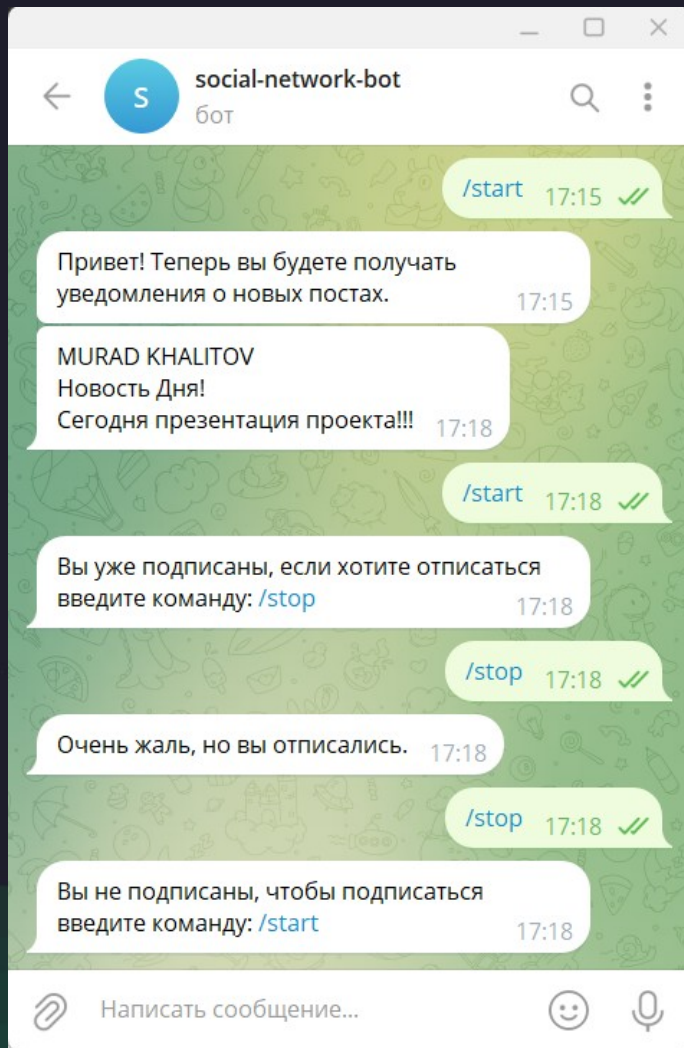 S
social-network-bot
бот
/start 17:15
Привет! Теперь вы будете получать
уведомления о новых постах. 17:15
MURAD KHALITOV
Новость Дня!
Сегодня презентация проекта!!! 17:18
/start 17:18
Вы уже подписаны, если хотите отписаться
введите команду: /stop 17:18
/stop 17:18
Очень жаль, но вы отписались. 17:18
/stop 17:18
Вы не подписаны, чтобы подписаться
введите команду: /start 17:18
Написать сообщение...